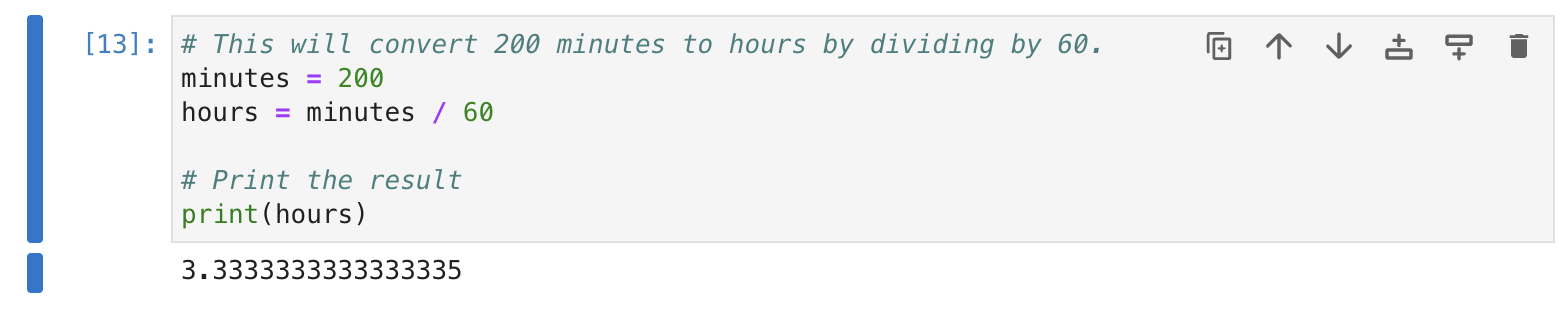 [13]: # This will convert 200 minutes to hours by dividing by 60.
minutes = 200
hours = minutes / 60
# Print the result
print(hours)
3.3333333333333335